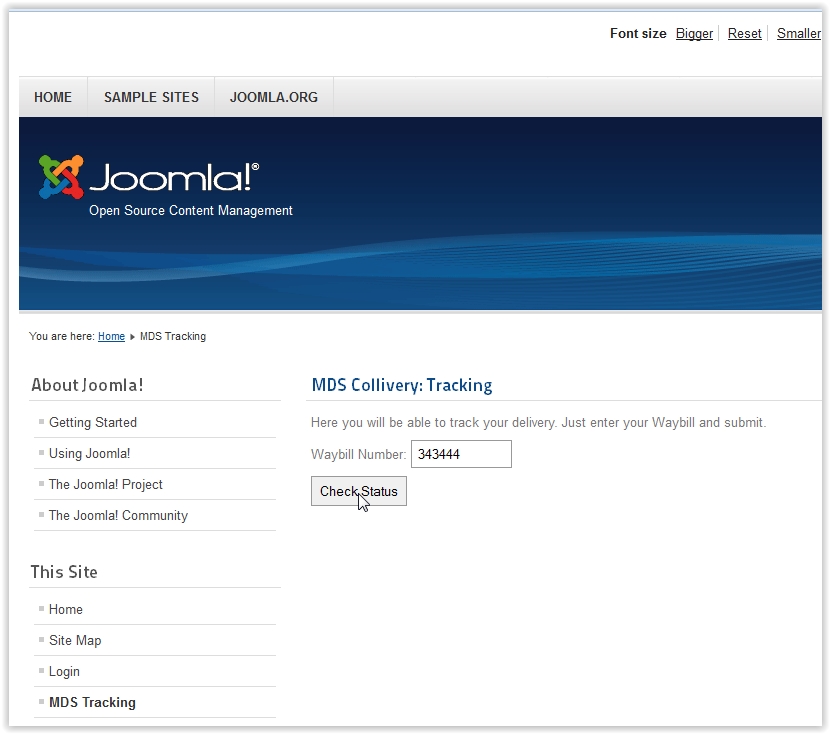 Font size Bigger Reset Smaller
HOME SAMPLE SITES JOOMLA.ORG
Joomla!®
Open Source Content Management
You are here: Home MDS Tracking
About Joomla!
Getting Started
Using Joomla!
The Joomla! Project
The Joomla! Community
This Site
Home
Site Map
Login
MDS Tracking
MDS Collivery: Tracking
Here you will be able to track your delivery. Just enter your Waybill and submit.
Waybill Number: 343444
Check Status